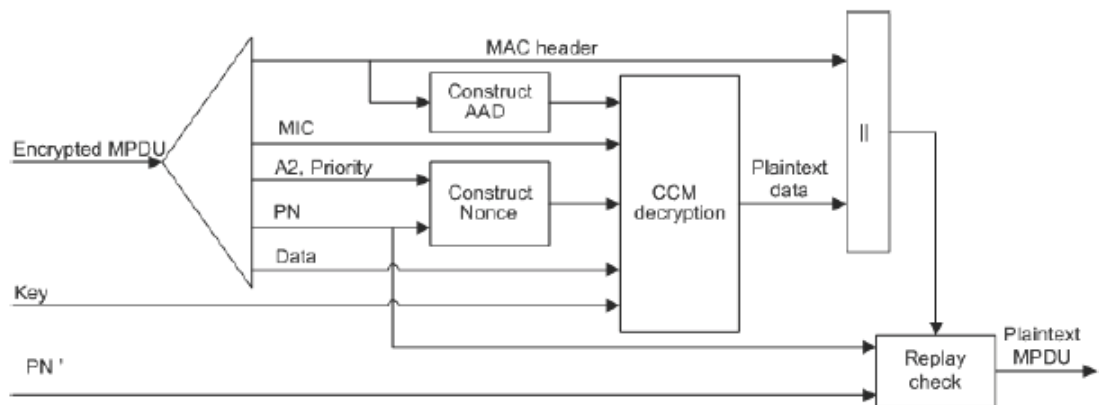 MAC header
Construct
AAD
MIC
Encrypted MPDU
A2, Priority
Construct
Nonce
PN
CCM
decryption
Plaintext
data
||
Data
Key
PN '
Replay
check
Plaintext
MPDU